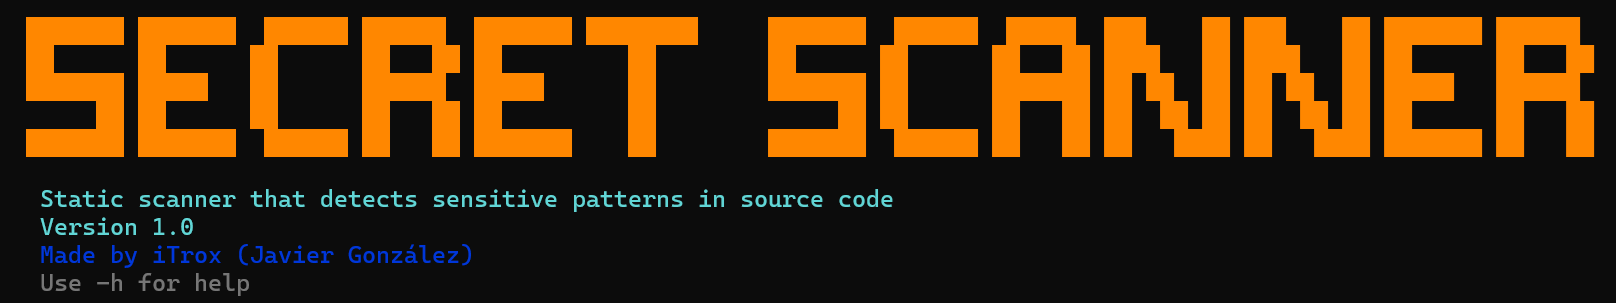 SECRET SCANNER
Static scanner that detects sensitive patterns in source code
Version 1.0
Made by iTrox (Javier González)
Use -h for help